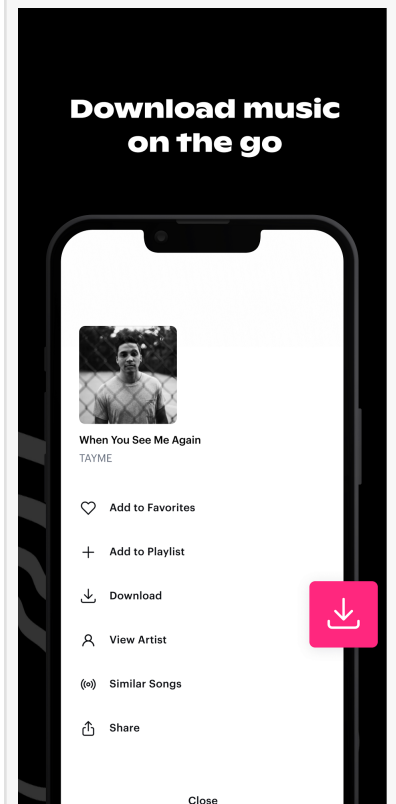 Download music
on the go
When You See Me Again
TAYME
Add to Favorites
Add to Playlist
Download
View Artist
Similar Songs
Share
Close